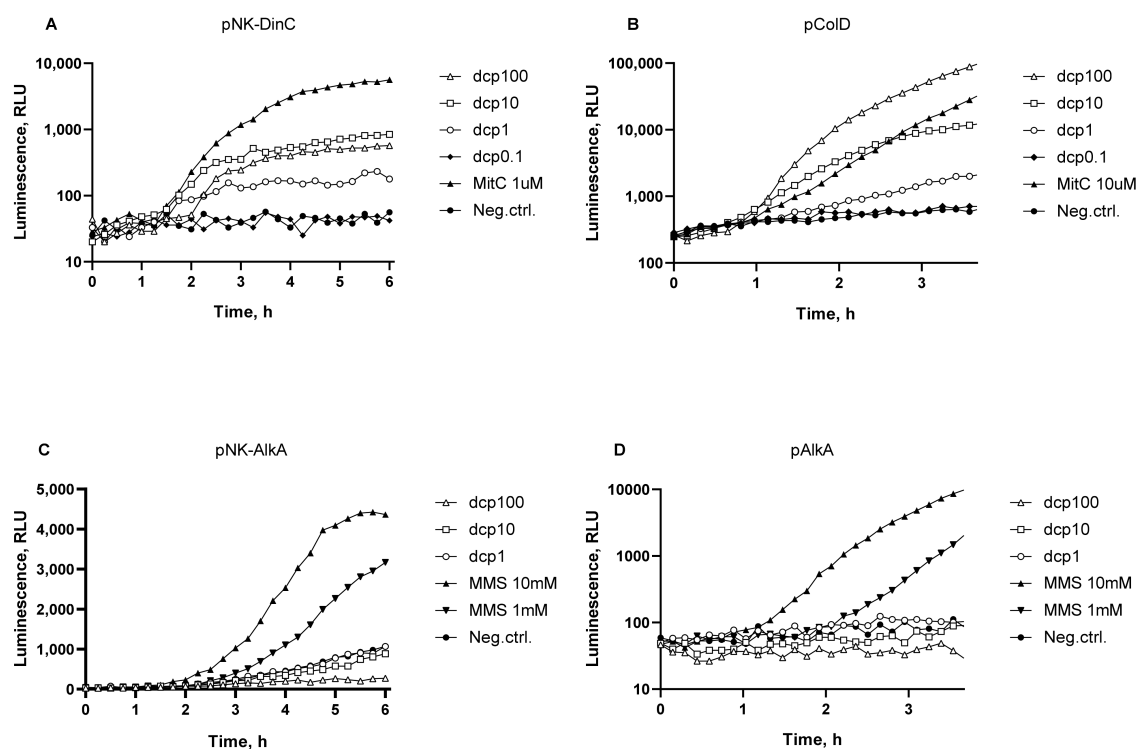 A
pNK-DinC
Luminescence, RLU
10,000
1,000
100
10
0 1 2 3 4 5 6
Time, h
dcp100
dcp10
dcp1
dcp0.1
MitC 1uM
Neg.ctrl.
B
pColD
Luminescence, RLU
100,000
10,000
1,000
100
0 1 2 3
Time, h
dcp100
dcp10
dcp1
dcp0.1
MitC 10uM
Neg.ctrl.
C
pNK-AlkA
Luminescence, RLU
5,000
4,000
3,000
2,000
1,000
0
0 1 2 3 4 5 6
Time, h
dcp100
dcp10
dcp1
MMS 10mM
MMS 1mM
Neg.ctrl.
D
pAlkA
Luminescence, RLU
10000
1000
100
10
0 1 2 3
Time, h
dcp100
dcp10
dcp1
MMS 10mM
MMS 1mM
Neg.ctrl.